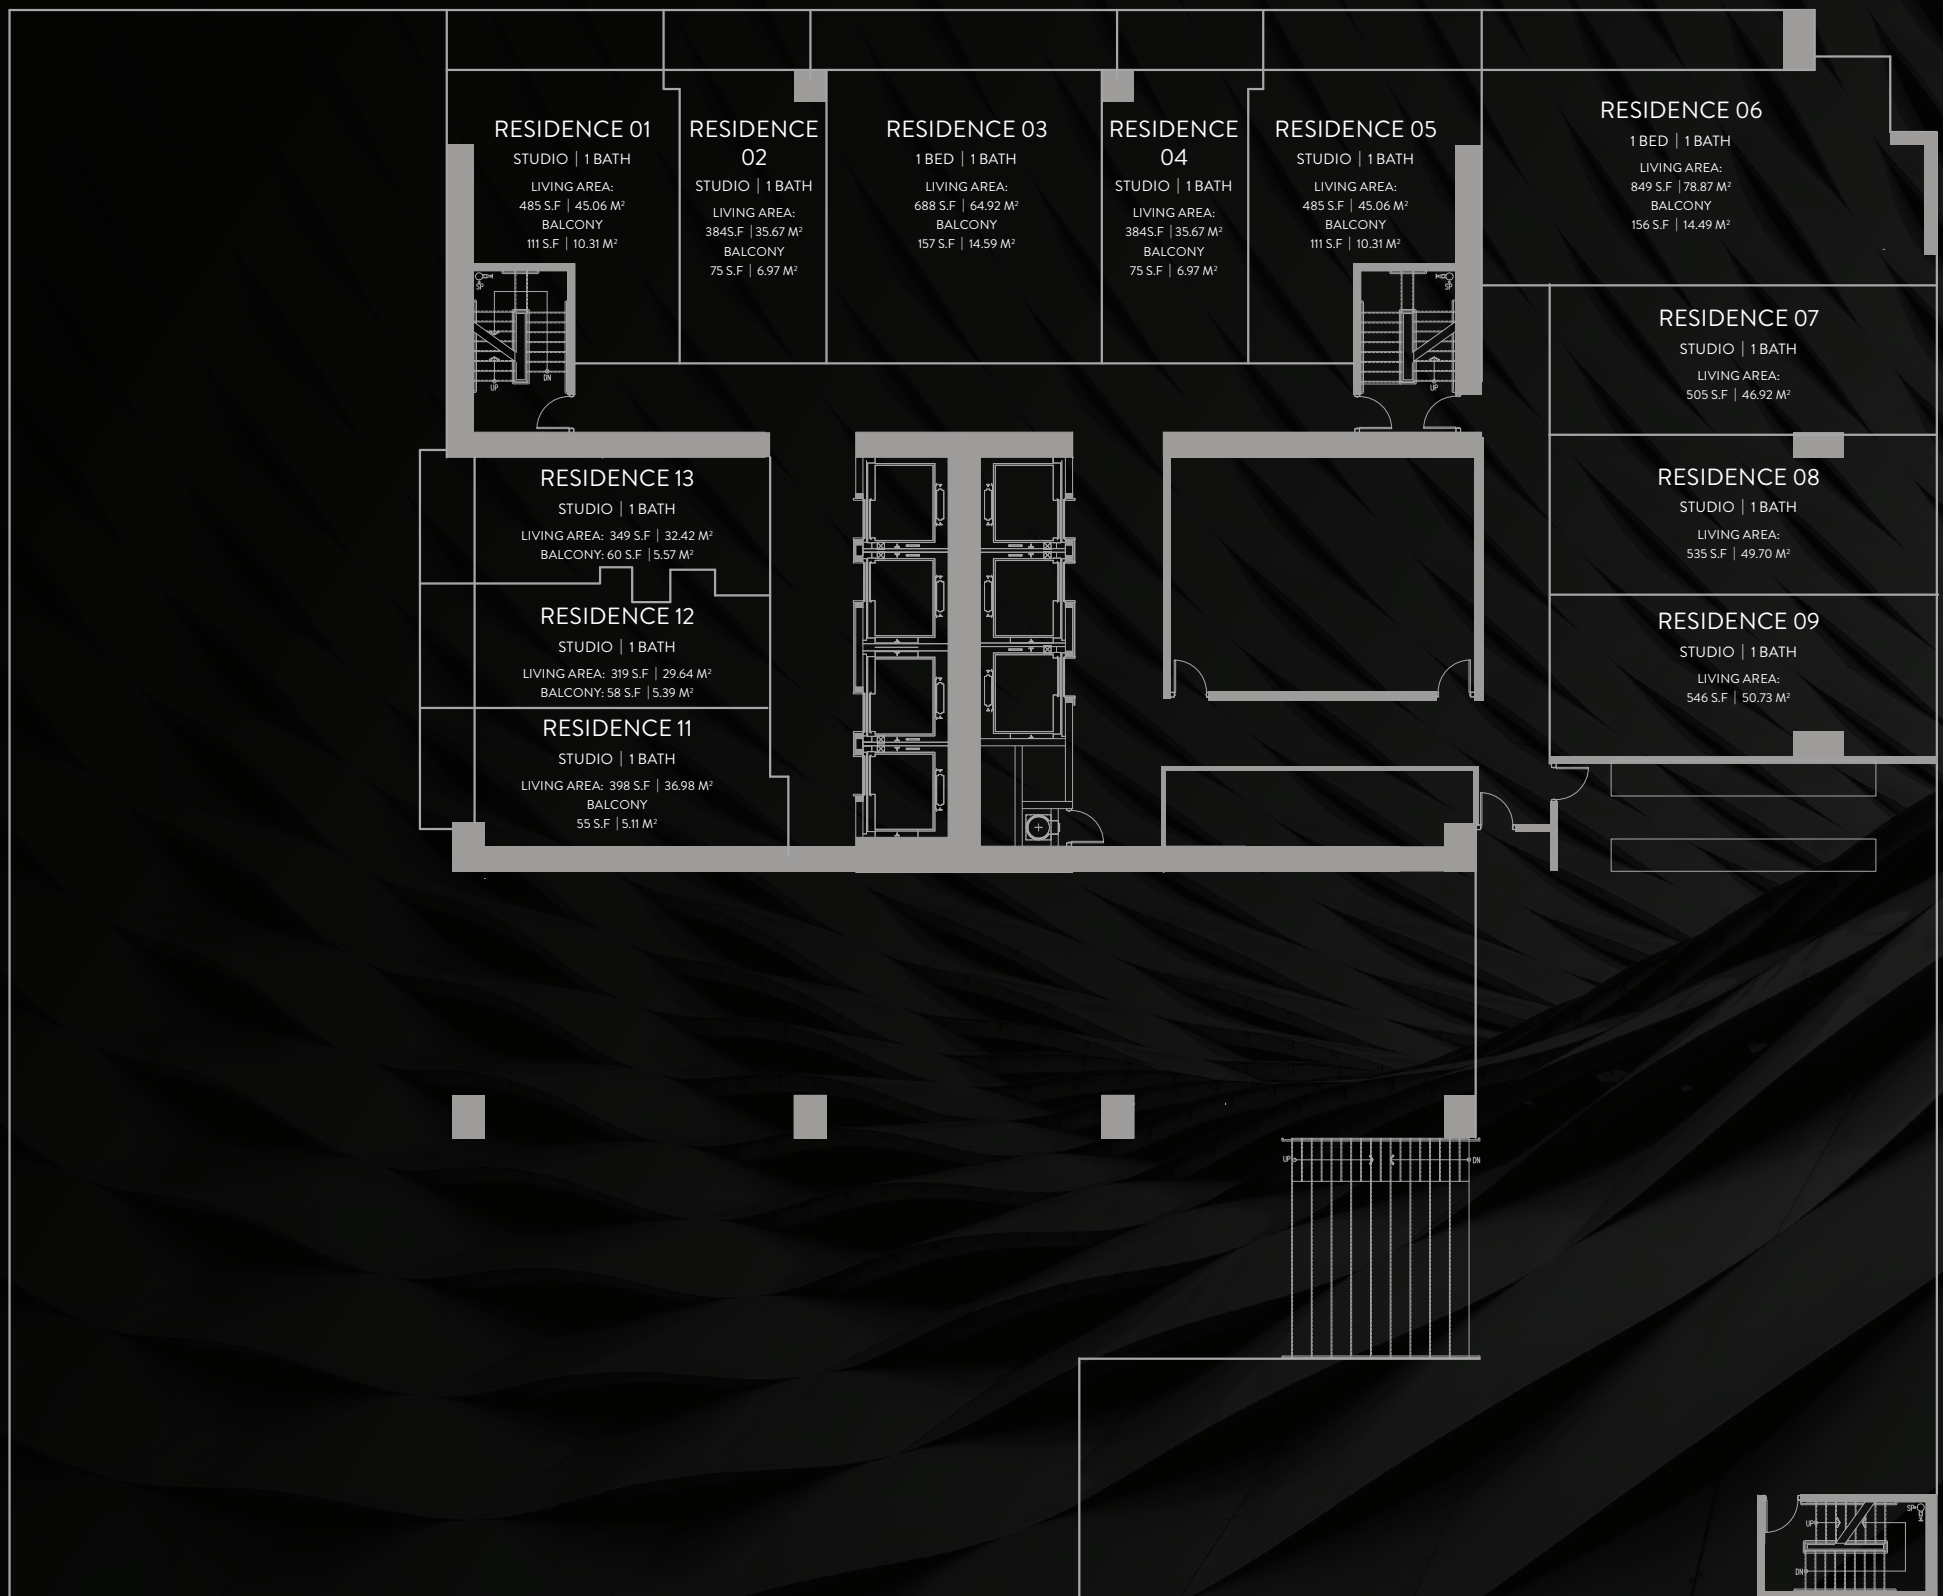 RESIDENCE 01
STUDIO | 1 BATH
LIVING AREA:
485 S.F | 45.06 M²
BALCONY
111 S.F | 10.31 M²
RESIDENCE
02
STUDIO | 1 BATH
LIVING AREA:
384S.F | 35.67 M²
BALCONY
75 S.F | 6.97 M²
RESIDENCE 03
1 BED | 1 BATH
LIVING AREA:
688 S.F | 64.92 M²
BALCONY
157 S.F | 14.59 M²
RESIDENCE
04
STUDIO | 1 BATH
LIVING AREA:
384S.F | 35.67 M²
BALCONY
75 S.F | 6.97 M²
RESIDENCE 05
STUDIO | 1 BATH
LIVING AREA:
485 S.F | 45.06 M²
BALCONY
111 S.F | 10.31 M²
RESIDENCE 06
1 BED | 1 BATH
LIVING AREA:
849 S.F | 78.87 M²
BALCONY
156 S.F | 14.49 M²
SP
UP
DN
SP
UP
RESIDENCE 07
STUDIO | 1 BATH
LIVING AREA:
505 S.F | 46.92 M²
RESIDENCE 08
STUDIO | 1 BATH
LIVING AREA:
535 S.F | 49.70 M²
RESIDENCE 09
STUDIO | 1 BATH
LIVING AREA:
546 S.F | 50.73 M²
RESIDENCE 13
STUDIO | 1 BATH
LIVING AREA: 349 S.F | 32.42 M²
BALCONY: 60 S.F | 5.57 M²
RESIDENCE 12
STUDIO | 1 BATH
LIVING AREA: 319 S.F | 29.64 M²
BALCONY: 58 S.F | 5.39 M²
RESIDENCE 11
STUDIO | 1 BATH
LIVING AREA: 398 S.F | 36.98 M²
BALCONY
55 S.F | 5.11 M²
UP
DN
SP
UP
DN